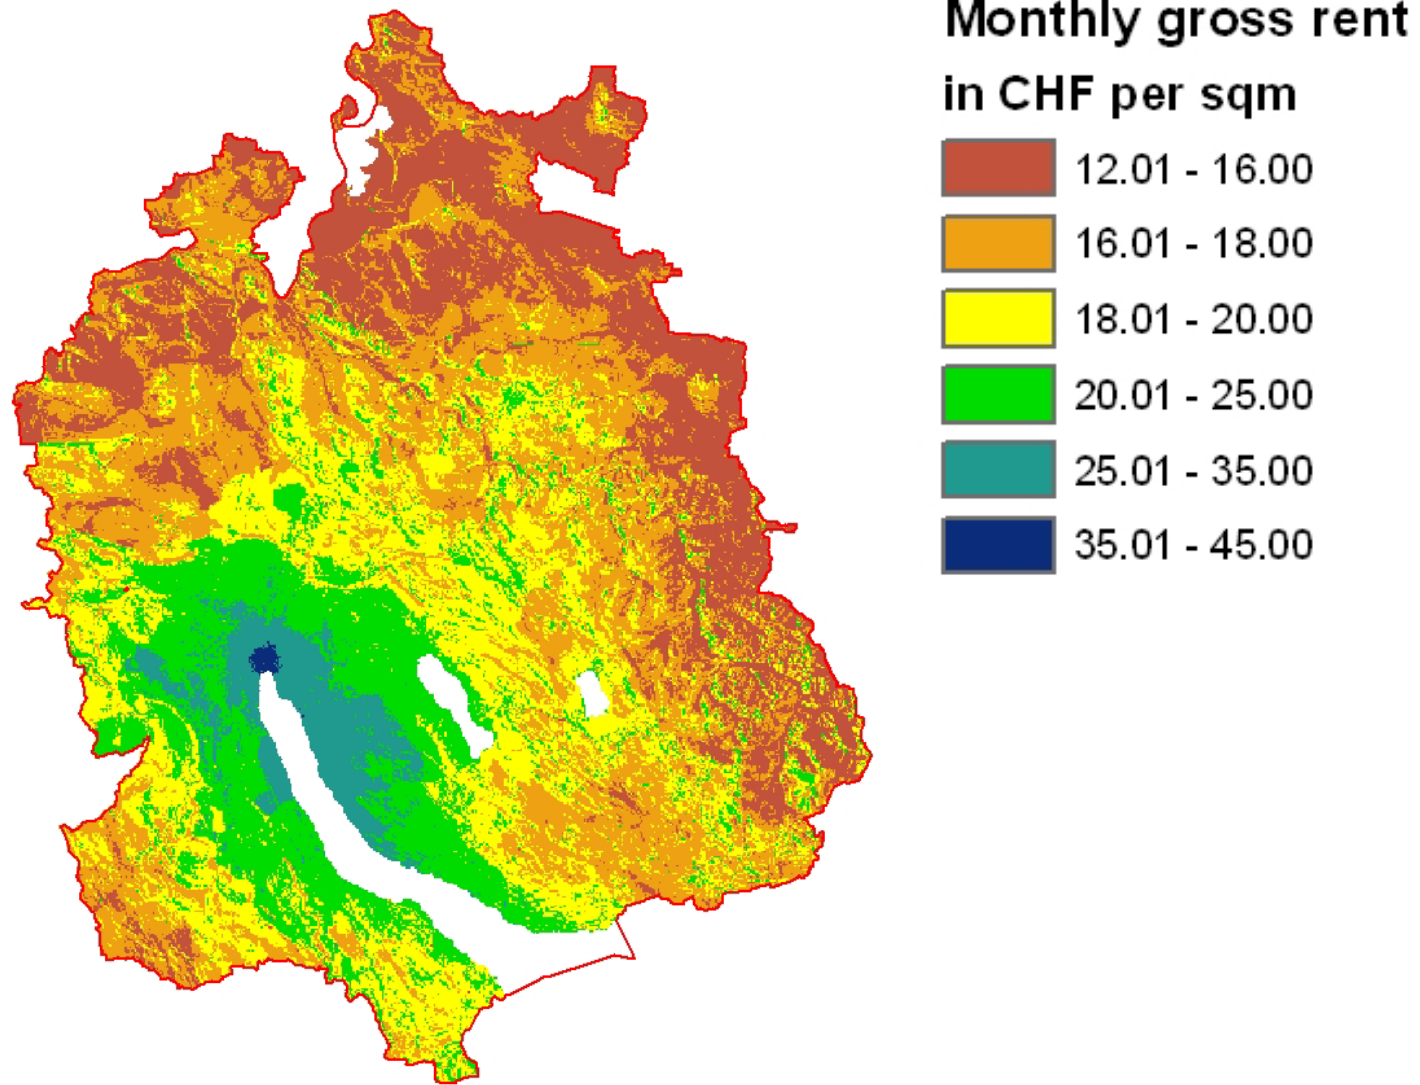 Monthly gross rent
in CHF per sqm
12.01 - 16.00
16.01 - 18.00
18.01 - 20.00
20.01 - 25.00
25.01 - 35.00
35.01 - 45.00